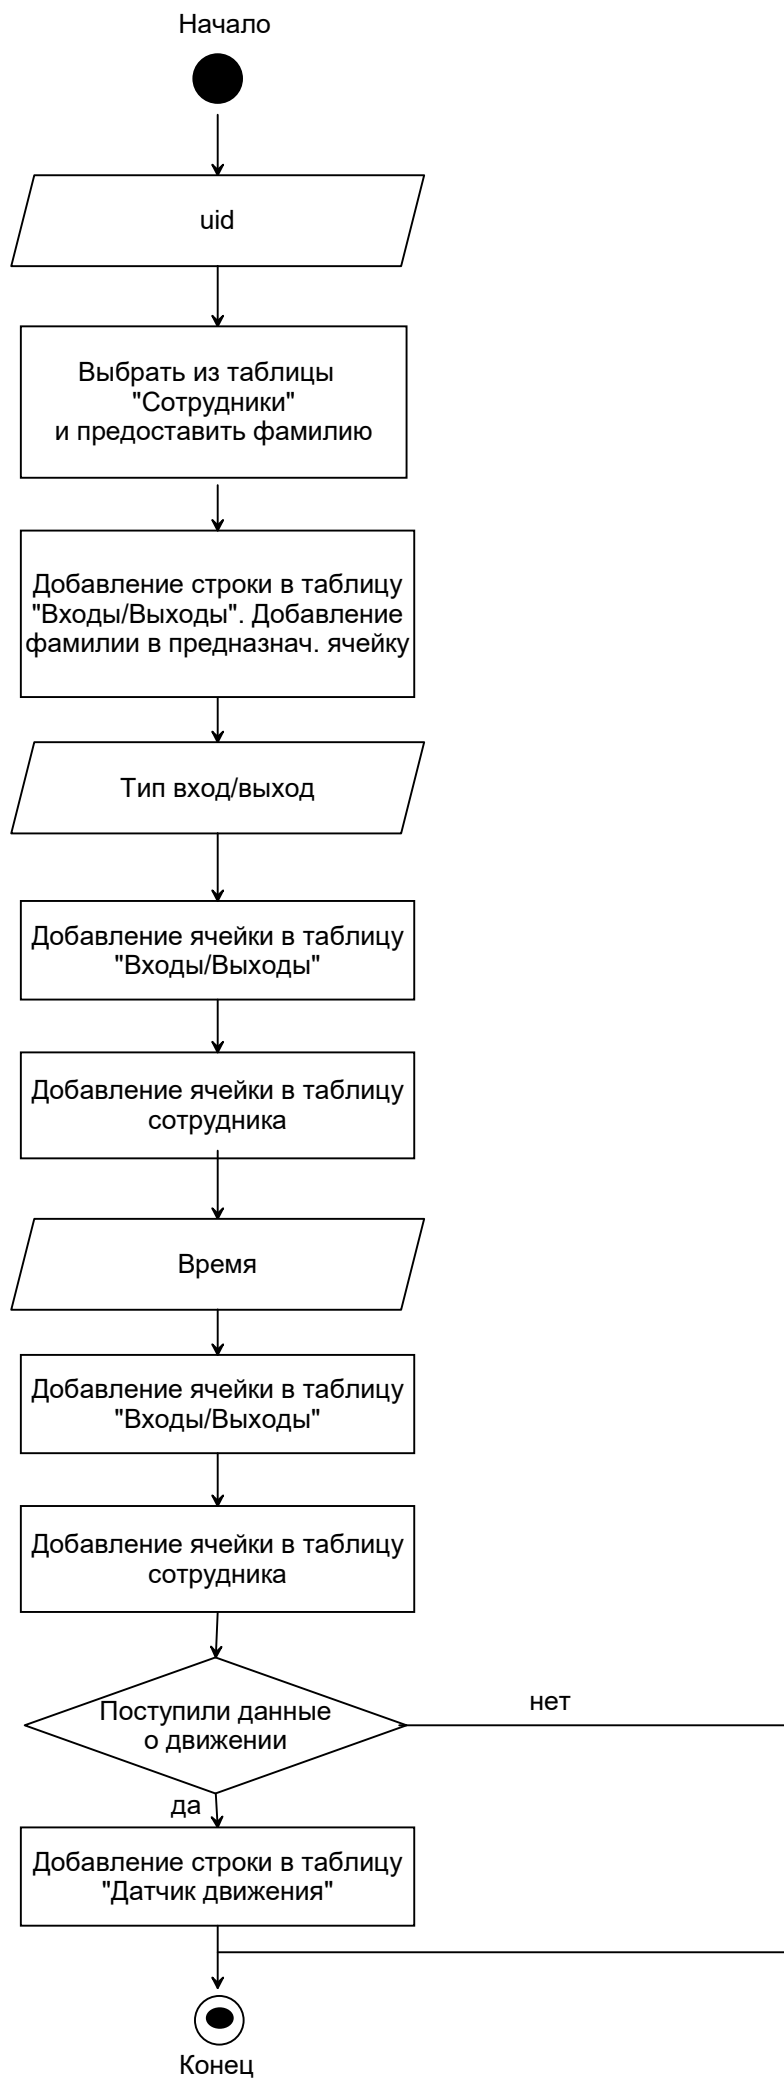 Начало
uid
Выбрать из таблицы
"Сотрудники"
и предоставить фамилию
Добавление строки в таблицу
"Входы/Выходы". Добавление
фамилии в предназнач. ячейку
Тип вход/выход
Добавление ячейки в таблицу
"Входы/Выходы"
Добавление ячейки в таблицу
сотрудника
Время
Добавление ячейки в таблицу
"Входы/Выходы"
Добавление ячейки в таблицу
сотрудника
Поступили данные
о движении
нет
да
Добавление строки в таблицу
"Датчик движения"
Конец